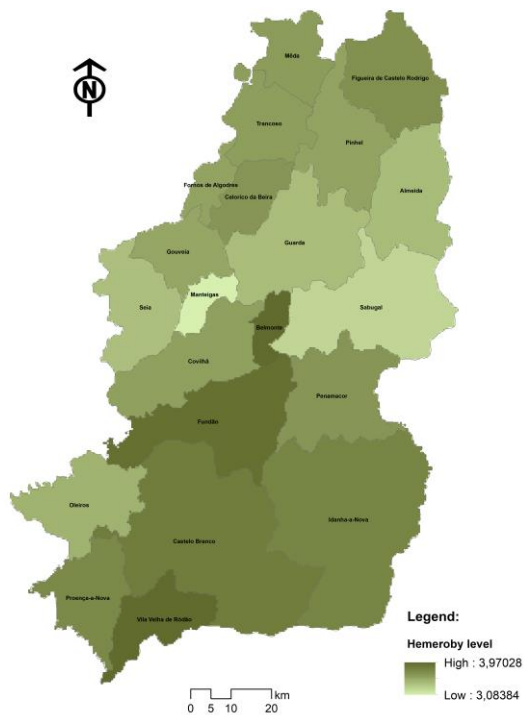 Mêda
Figueira de Castelo Rodrigo
N
Trancoso
Pinhel
Fornos de Algodres
Almeida
Celorico da Beira
Guarda
Gouveia
Manteigas
Seia
Sabugal
Belmonte
Covilhã
Penamacor
Fundão
Oleiros
Idanha-a-Nova
Castelo Branco
Proença-a-Nova
Vila Velha de Ródão
Legend:
Hemeroby level
High : 3,97028
Low : 3,08384
km
0 5 10 20